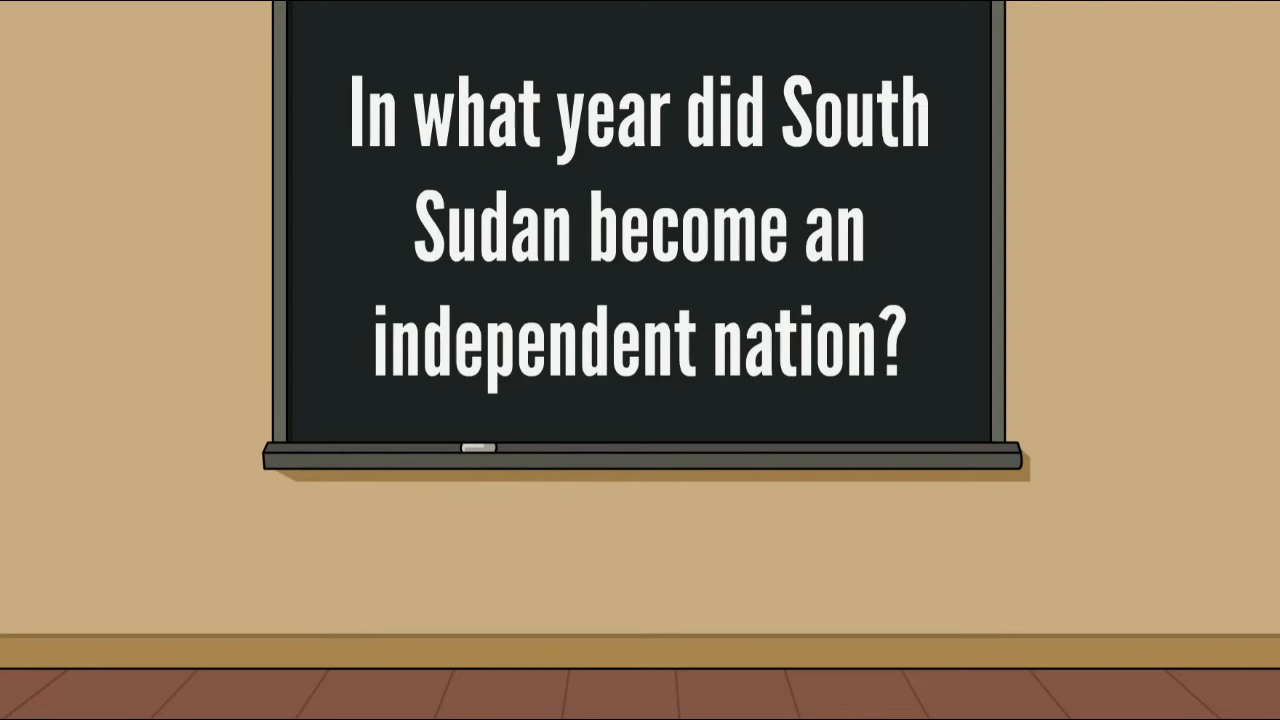 In what year did South
Sudan become an
independent nation?